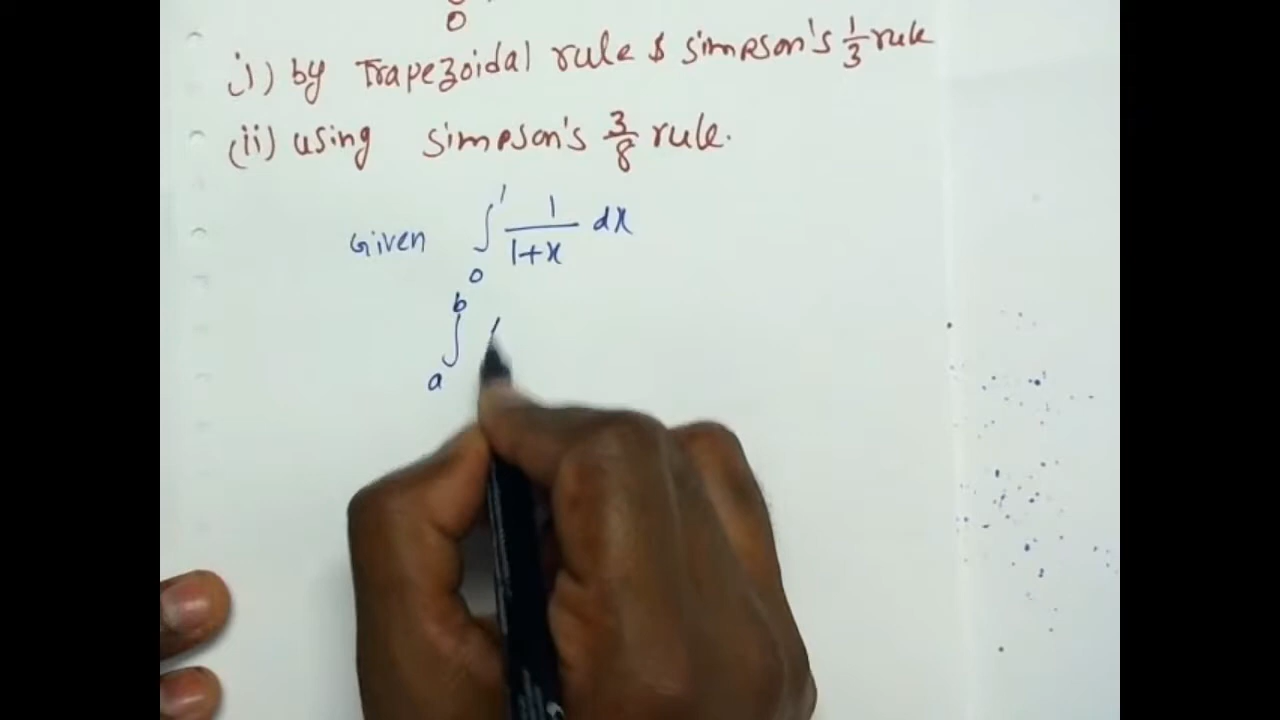 0
(i) by Trapezoidal rule & simpson's 1/3 rule
(ii) using simpson's 3/8 rule.
Given ∫₀¹ 1/(1+x) dx
∫ₐᵇ